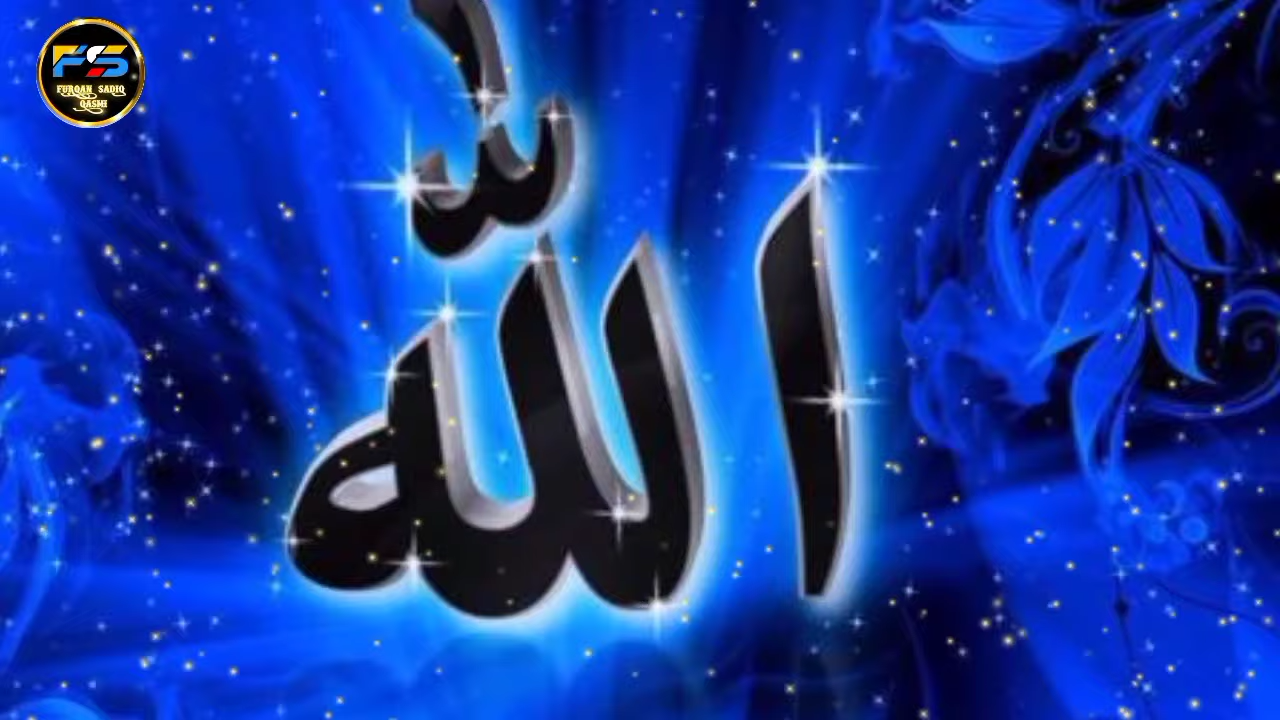 FS
FURQAN SADIQ
QASMI
الله